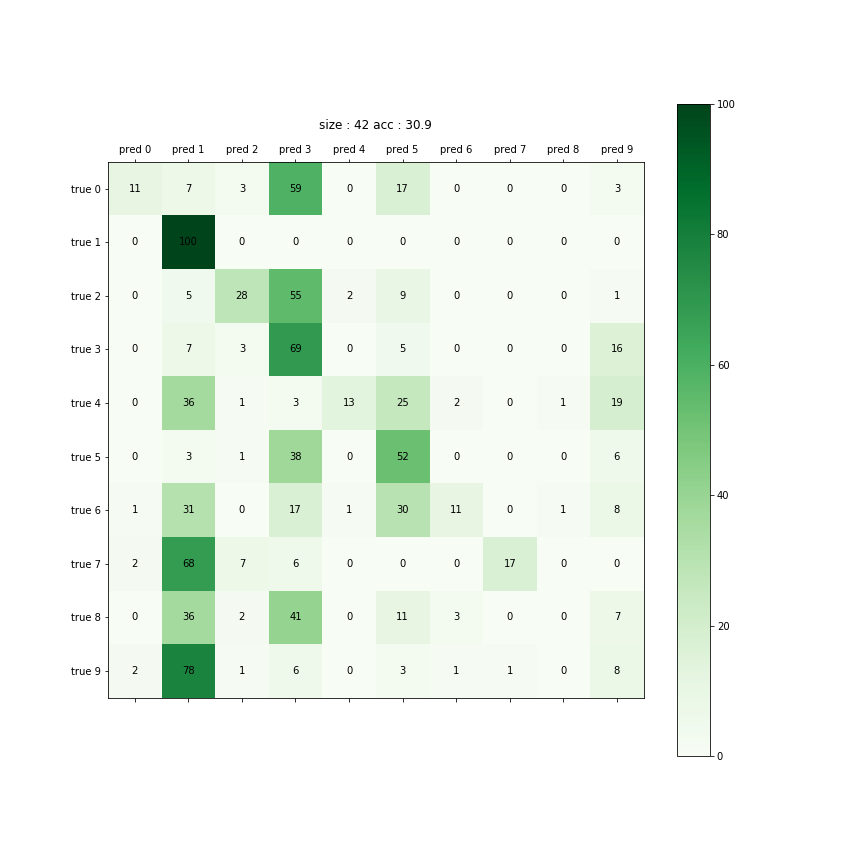 size : 42 acc : 30.9
pred 0 pred 1 pred 2 pred 3 pred 4 pred 5 pred 6 pred 7 pred 8 pred 9
true 0 11 7 3 59 0 17 0 0 0 3
true 1 0 100 0 0 0 0 0 0 0 0
true 2 0 5 28 55 2 9 0 0 0 1
true 3 0 7 3 69 0 5 0 0 0 16
true 4 0 36 1 3 13 25 2 0 1 19
true 5 0 3 1 38 0 52 0 0 0 6
true 6 1 31 0 17 1 30 11 0 1 8
true 7 2 68 7 6 0 0 0 17 0 0
true 8 0 36 2 41 0 11 3 0 0 7
true 9 2 78 1 6 0 3 1 1 0 8
100
80
60
40
20
0